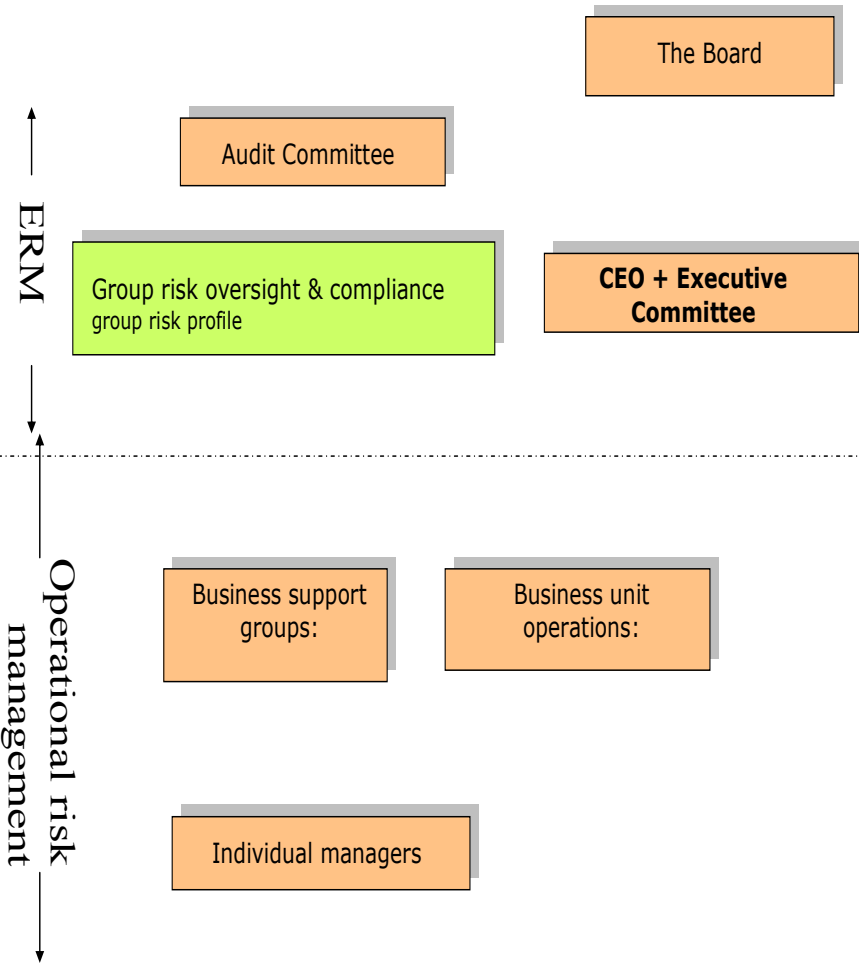 The Board
Audit Committee
ERM
Group risk oversight & compliance
group risk profile
CEO + Executive
Committee
Operational risk
management
Business support
groups:
Business unit
operations:
Individual managers